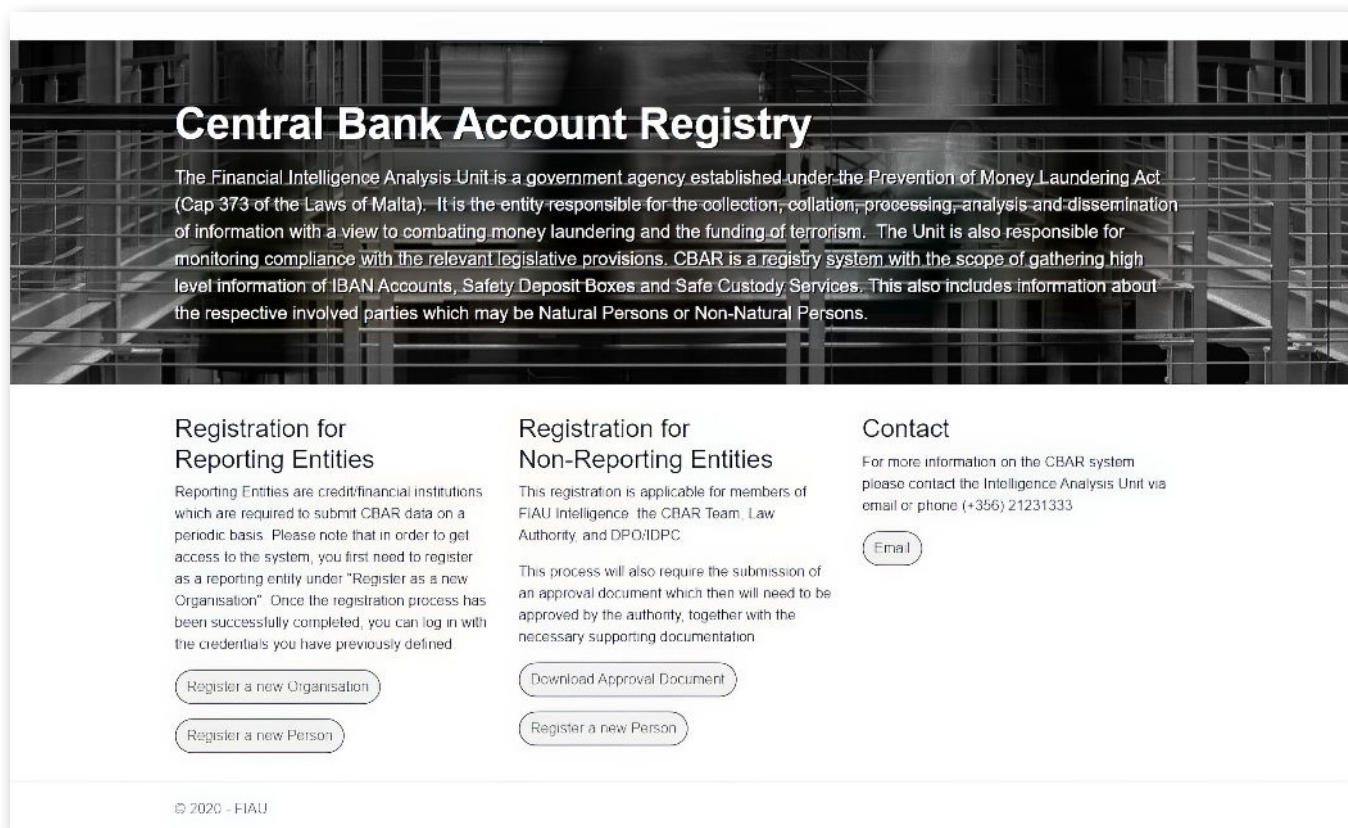 Central Bank Account Registry
The Financial Intelligence Analysis Unit is a government agency established under the Prevention of Money Laundering Act
(Cap 373 of the Laws of Malta).  It is the entity responsible for the collection, collation, processing, analysis and dissemination
of information with a view to combating money laundering and the funding of terrorism.  The Unit is also responsible for
monitoring compliance with the relevant legislative provisions. CBAR is a registry system with the scope of gathering high
level information of IBAN Accounts, Safety Deposit Boxes and Safe Custody Services. This also includes information about
the respective involved parties which may be Natural Persons or Non-Natural Persons.
Registration for
Reporting Entities
Reporting Entities are credit/financial institutions
which are required to submit CBAR data on a
periodic basis. Please note that in order to get
access to the system, you first need to register
as a reporting entity under "Register as a new
Organisation". Once the registration process has
been successfully completed, you can log in with
the credentials you have previously defined.
Register a new Organisation
Register a new Person
Registration for
Non-Reporting Entities
This registration is applicable for members of
FIAU Intelligence, the CBAR Team, Law
Authority, and DPO/IDPC
This process will also require the submission of
an approval document which then will need to be
approved by the authority, together with the
necessary supporting documentation
Download Approval Document
Register a new Person
Contact
For more information on the CBAR system
please contact the Intelligence Analysis Unit via
email or phone (+356) 21231333
Email
© 2020 - FIAU